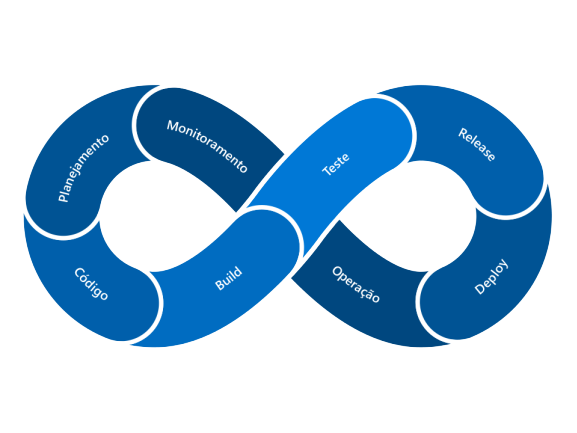 Planejamento
Código
Build
Teste
Release
Deploy
Operação
Monitoramento